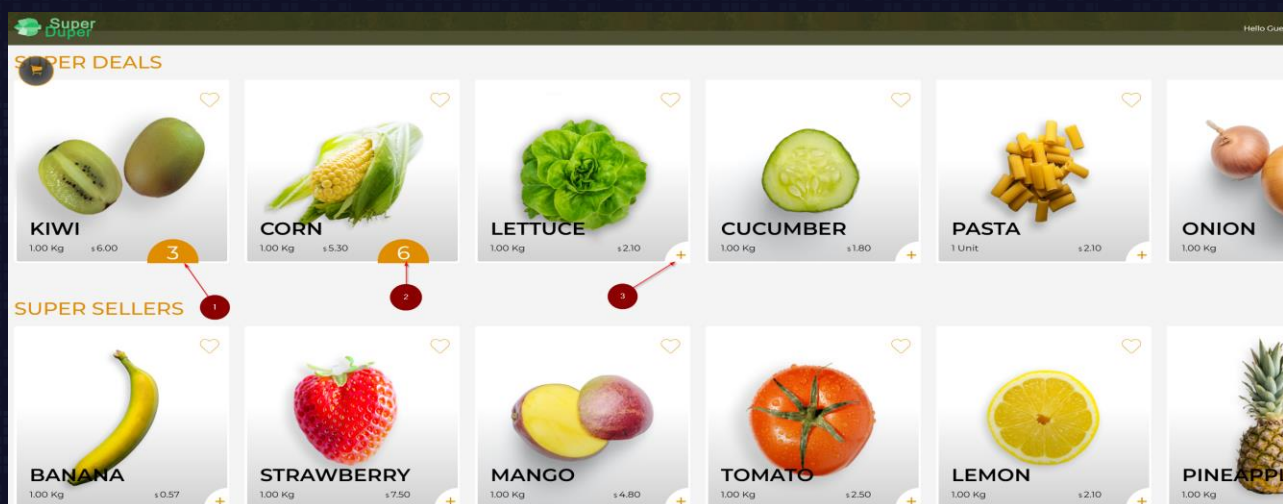 Super
Duper
Hello Gue
SUPER DEALS
KIWI
1.00 Kg $6.00
3
CORN
1.00 Kg $5.30
6
LETTUCE
1.00 Kg $2.10
+
CUCUMBER
1.00 Kg $1.80
+
PASTA
1 Unit $2.10
+
ONION
1.00 Kg
1
2
3
SUPER SELLERS
BANANA
1.00 Kg $0.57
+
STRAWBERRY
1.00 Kg $7.50
+
MANGO
1.00 Kg $4.80
+
TOMATO
1.00 Kg $2.50
+
LEMON
1.00 Kg $2.10
+
PINEAPPL
1.00 Kg